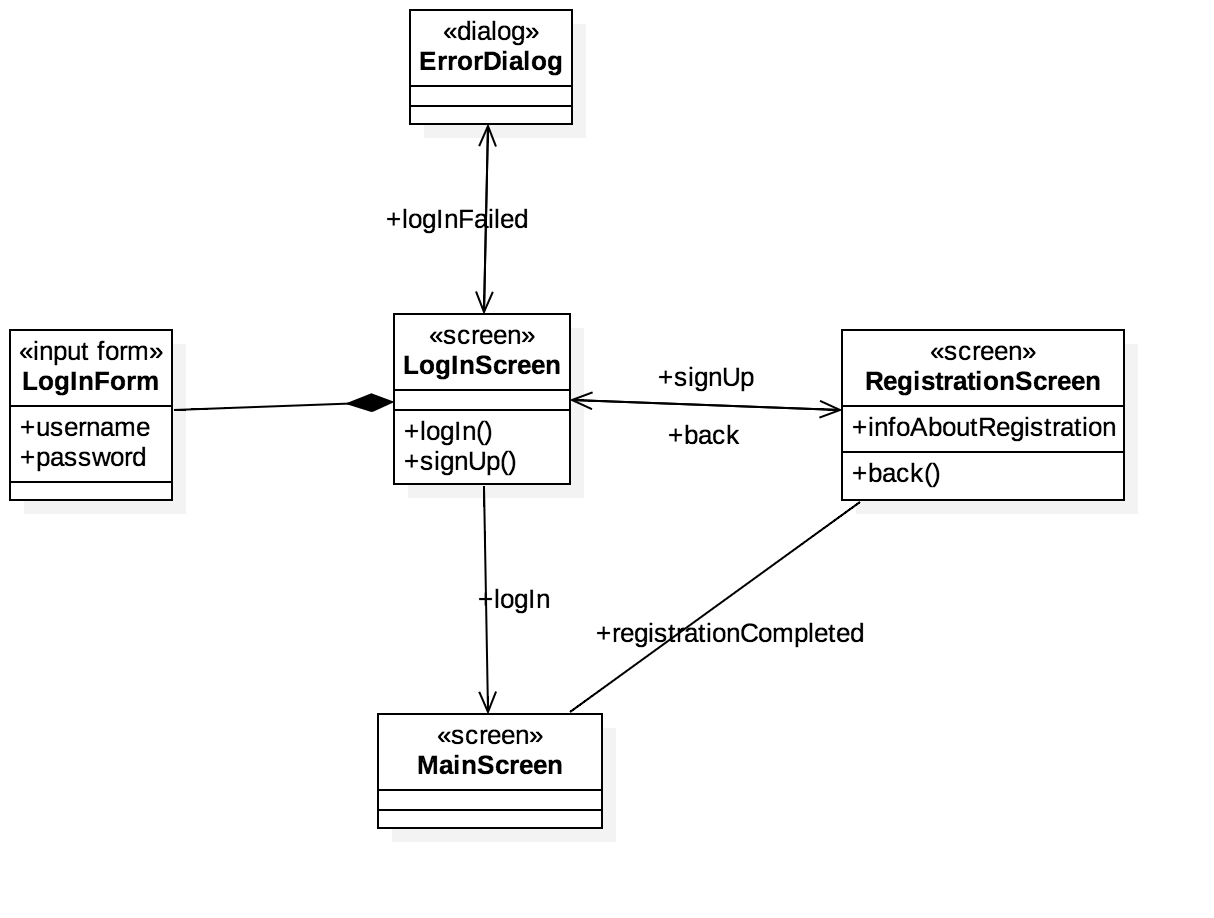 «dialog»
ErrorDialog
+logInFailed
«input form»
LogInForm
+username
+password
«screen»
LogInScreen
+logIn()
+signUp()
+signUp
+back
«screen»
RegistrationScreen
+infoAboutRegistration
+back()
+logIn
+registrationCompleted
«screen»
MainScreen